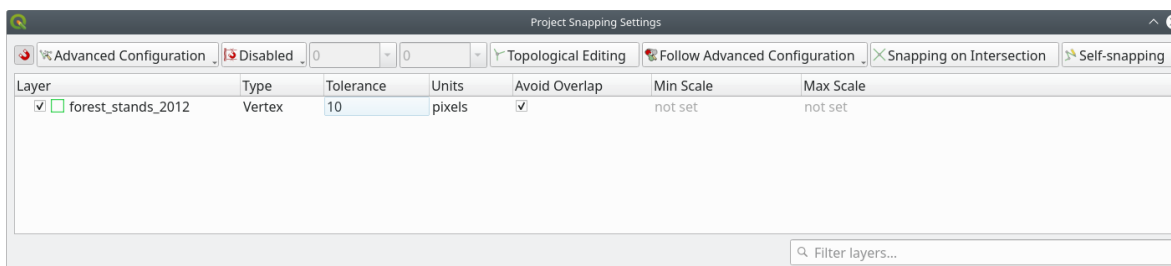 Project Snapping Settings
Advanced Configuration Disabled 0 0 Topological Editing Follow Advanced Configuration Snapping on Intersection Self-snapping
Layer Type Tolerance Units Avoid Overlap Min Scale Max Scale
forest_stands_2012 Vertex 10 pixels not set not set
Filter layers...